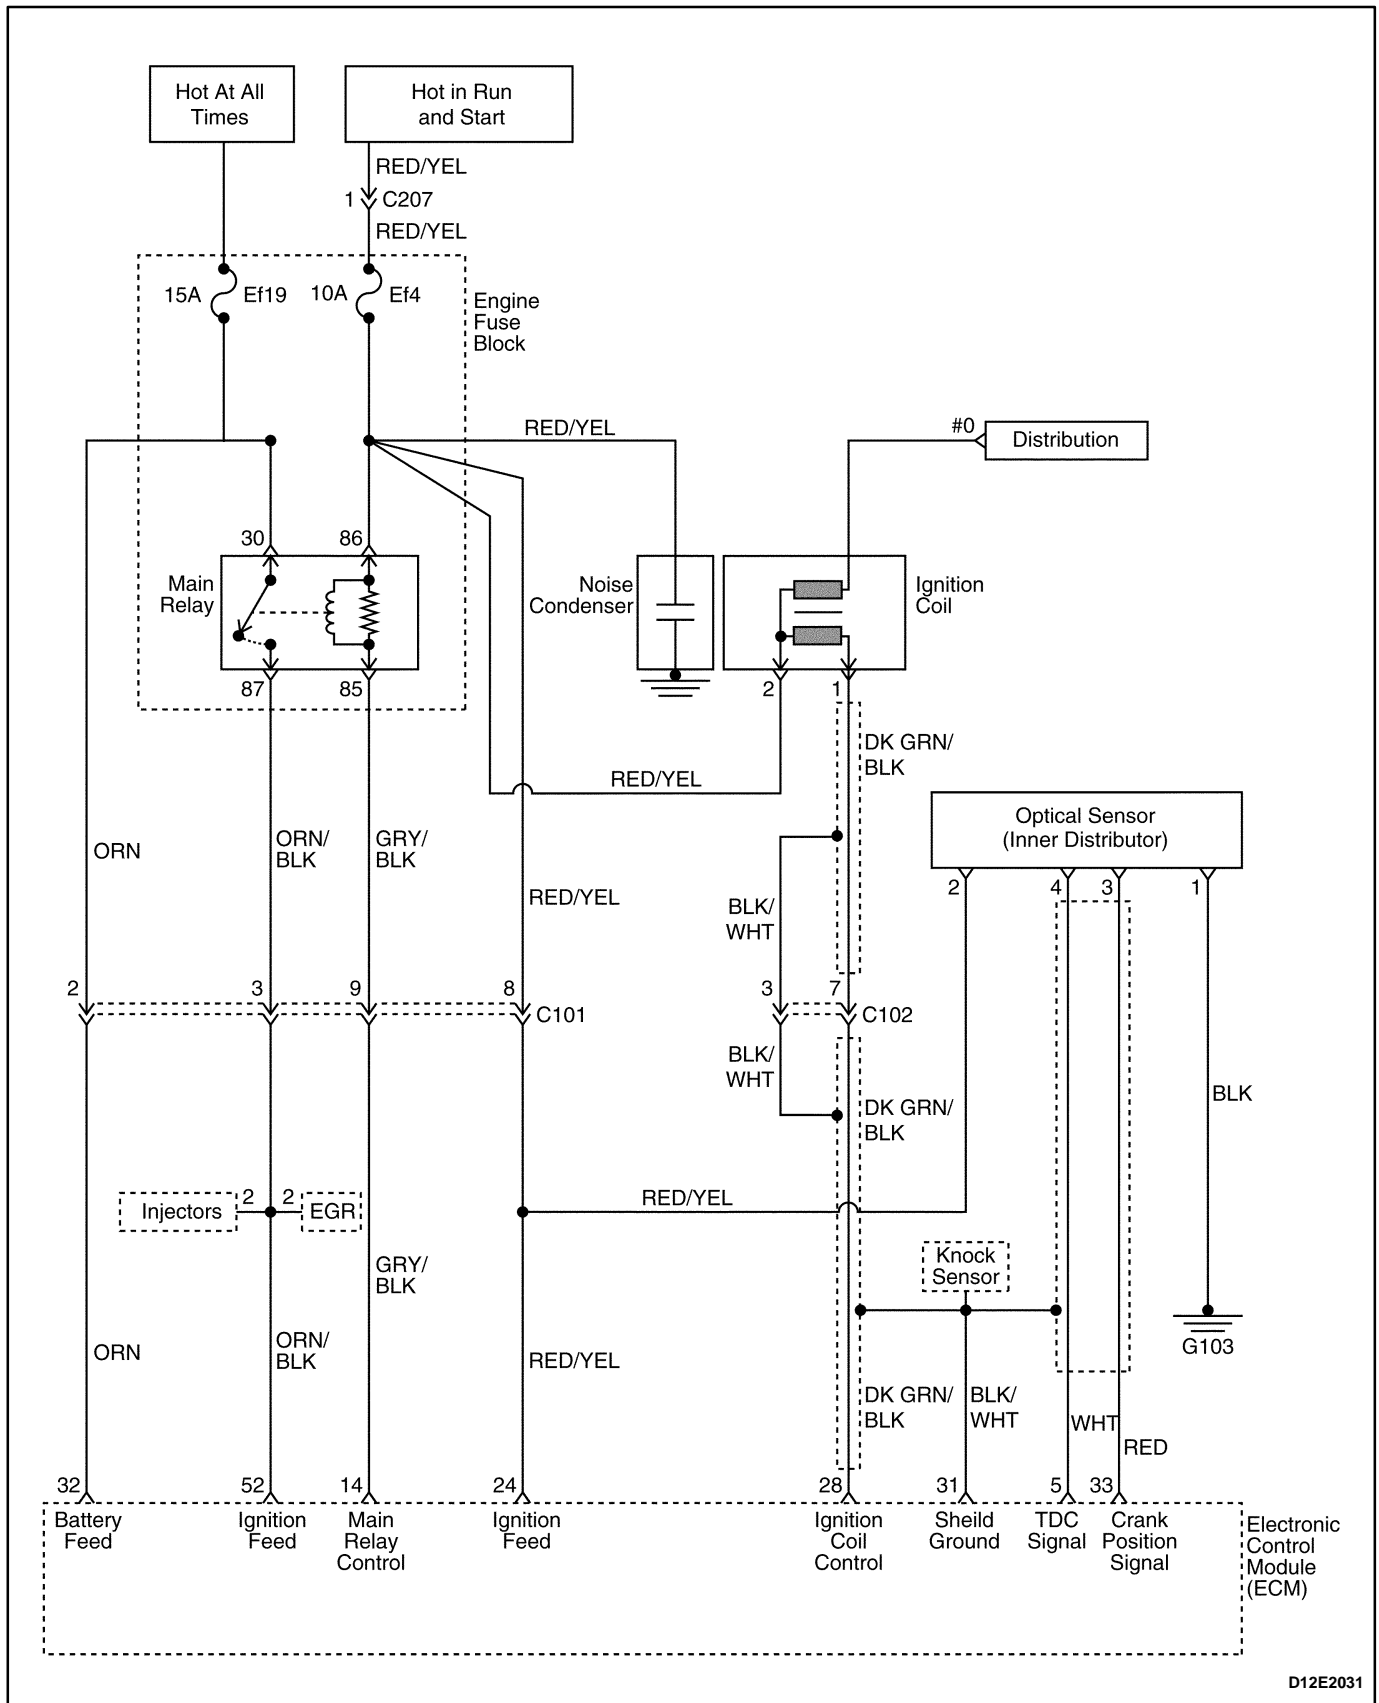 Hot At All
Times
Hot in Run
and Start
RED/YEL
1
C207
RED/YEL
15A
Ef19
10A
Ef4
Engine
Fuse
Block
RED/YEL
#0
Distribution
30
86
Main
Relay
Noise
Condenser
Ignition
Coil
87
85
2
1
DK GRN/
BLK
RED/YEL
Optical Sensor
(Inner Distributor)
ORN
ORN/
BLK
GRY/
BLK
RED/YEL
2
4
3
1
BLK/
WHT
2
3
9
8
C101
3
7
C102
BLK/
WHT
DK GRN/
BLK
BLK
Injectors
2
2
EGR
RED/YEL
GRY/
BLK
Knock
Sensor
G103
ORN
ORN/
BLK
RED/YEL
DK GRN/
BLK
BLK/
WHT
WHT
RED
32
52
14
24
28
31
5
33
Battery
Feed
Ignition
Feed
Main
Relay
Control
Ignition
Feed
Ignition
Coil
Control
Sheild
Ground
TDC
Signal
Crank
Position
Signal
Electronic
Control
Module
(ECM)
D12E2031